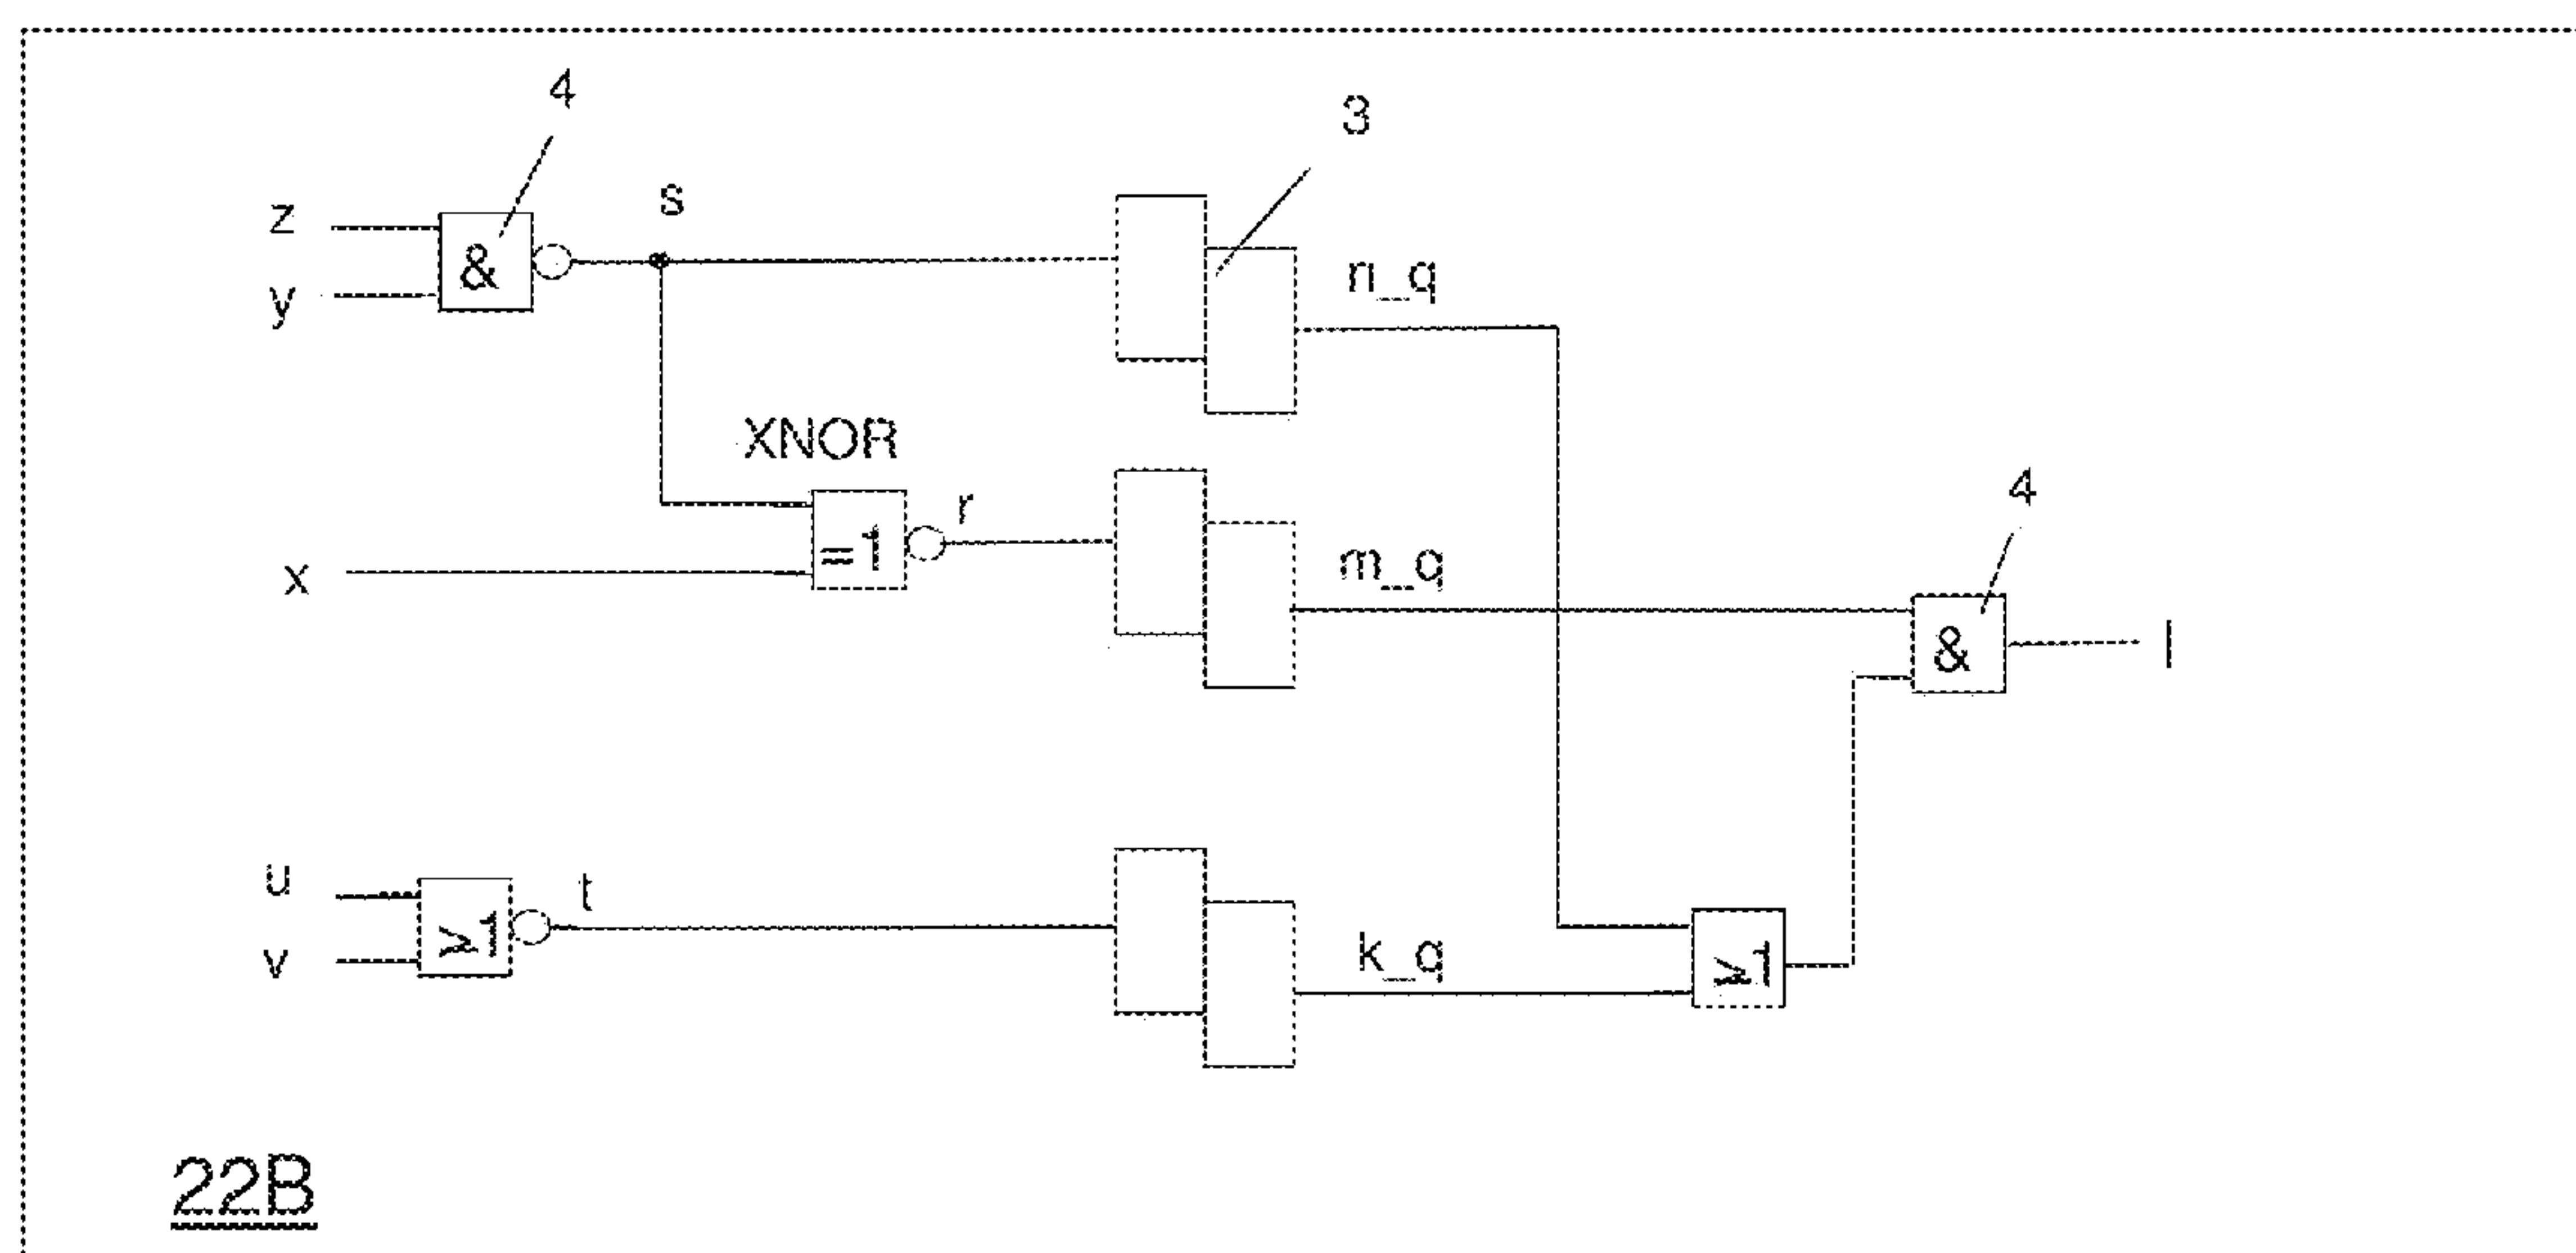 4
3
z
s
&
y
n_q
XNOR
r
4
=1
m_q
x
&
l
u
t
≥1
k_q
v
≥1
22B